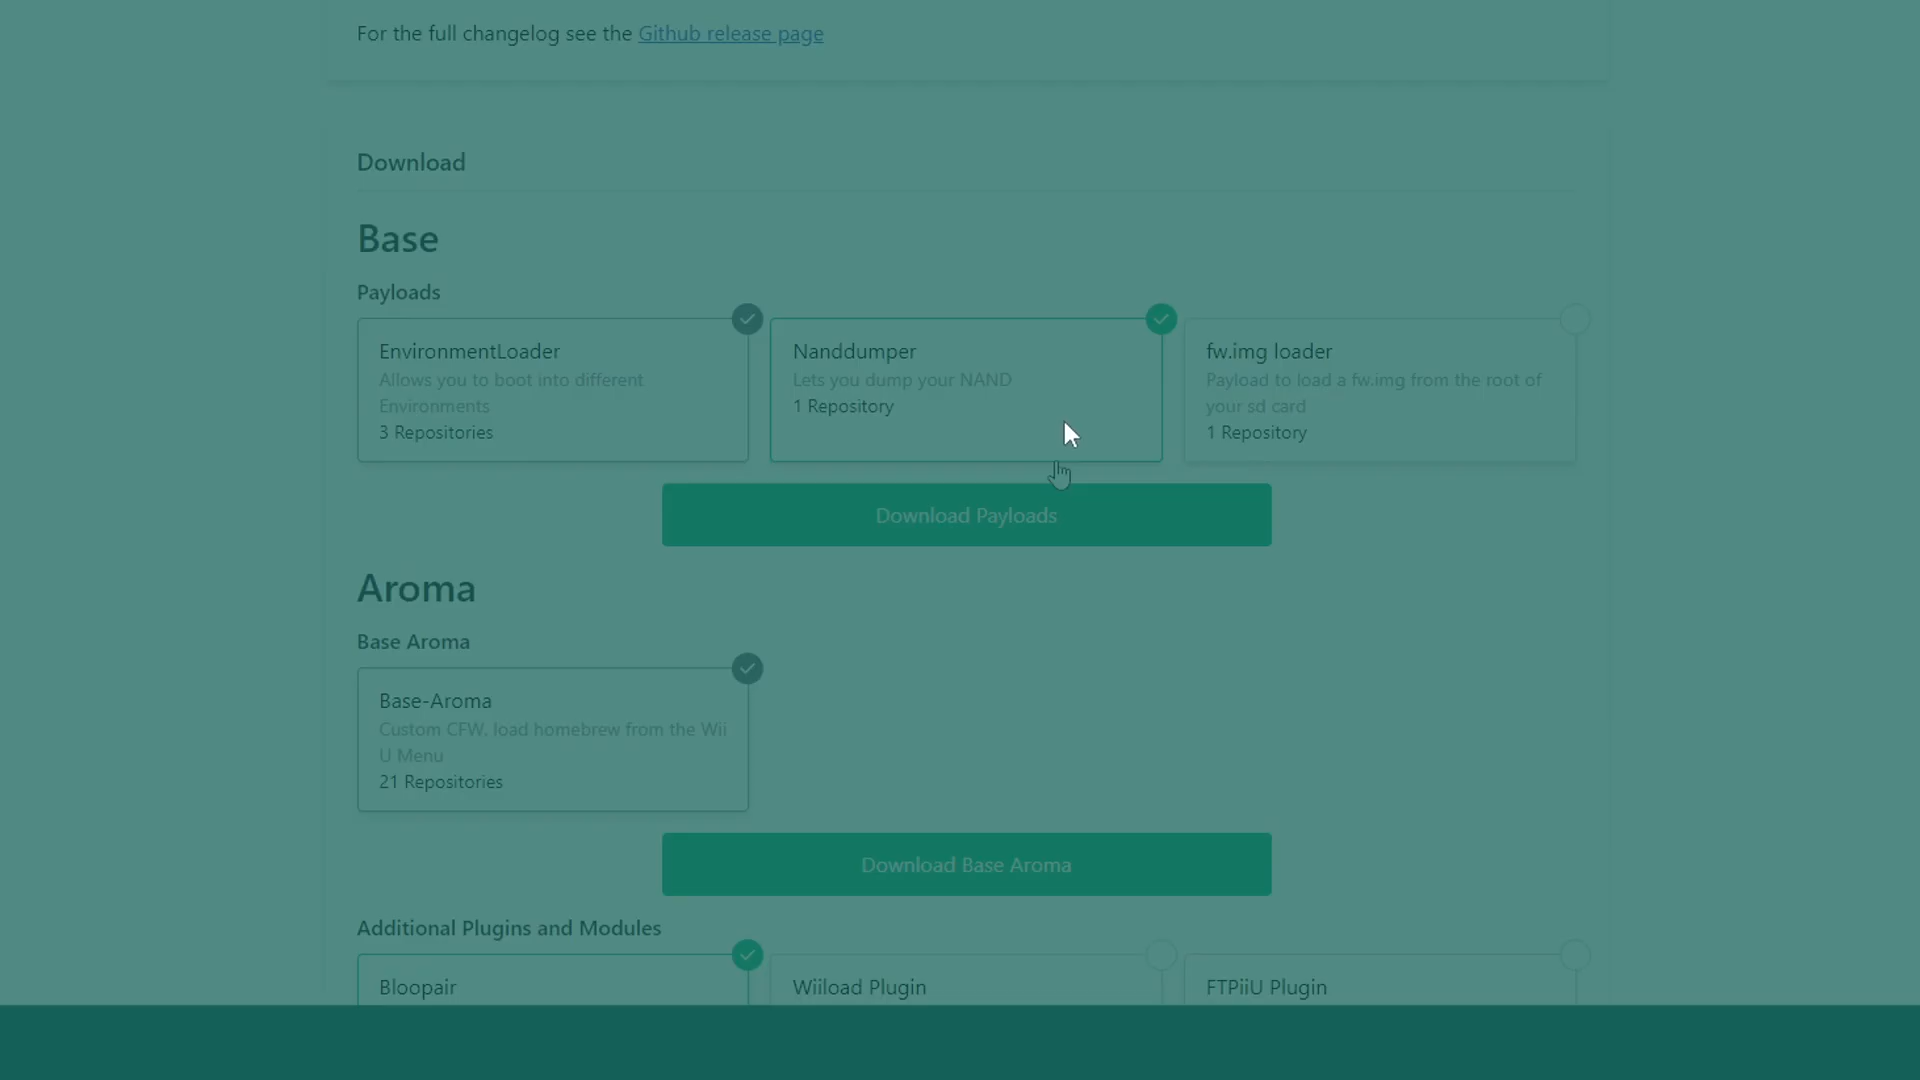 For the full changelog see the Github release page
Download
Base
Payloads
EnvironmentLoader
Allows you to boot into different
Environments
3 Repositories
Nanddumper
Lets you dump your NAND
1 Repository
fw.img loader
Payload to load a fw.img from the root of
your sd card
1 Repository
Download Payloads
Aroma
Base Aroma
Base-Aroma
Custom CFW, load homebrew from the Wii
U Menu
21 Repositories
Download Base Aroma
Additional Plugins and Modules
Bloopair
Wiiload Plugin
FTPiiU Plugin